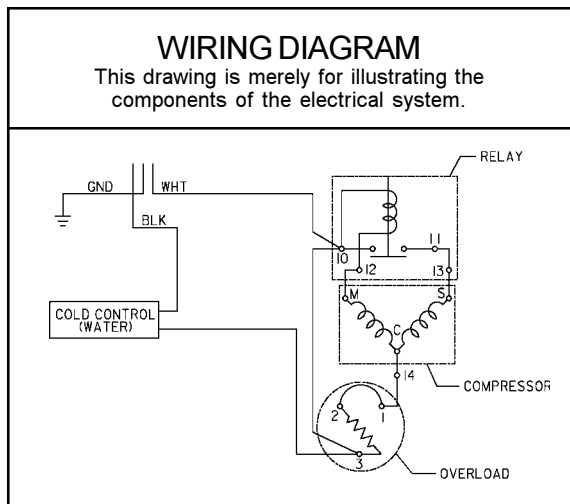 WIRING DIAGRAM
This drawing is merely for illustrating the
components of the electrical system.
RELAY
GND
WHT
BLK
11
10
12
13
M
S
COLD CONTROL
(WATER)
C
14
COMPRESSOR
2
1
3
OVERLOAD